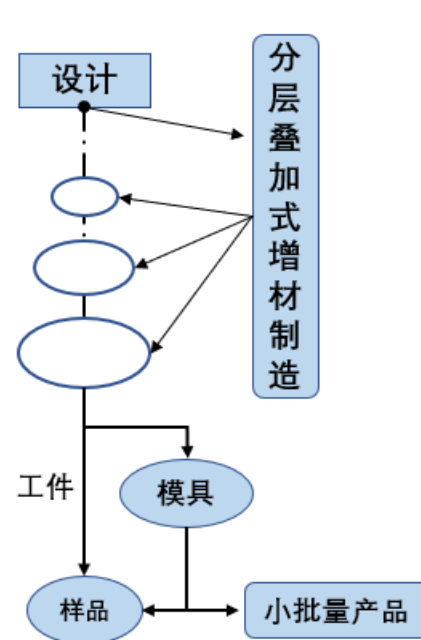 设计
分层叠加式增材制造
工件
模具
样品
小批量产品